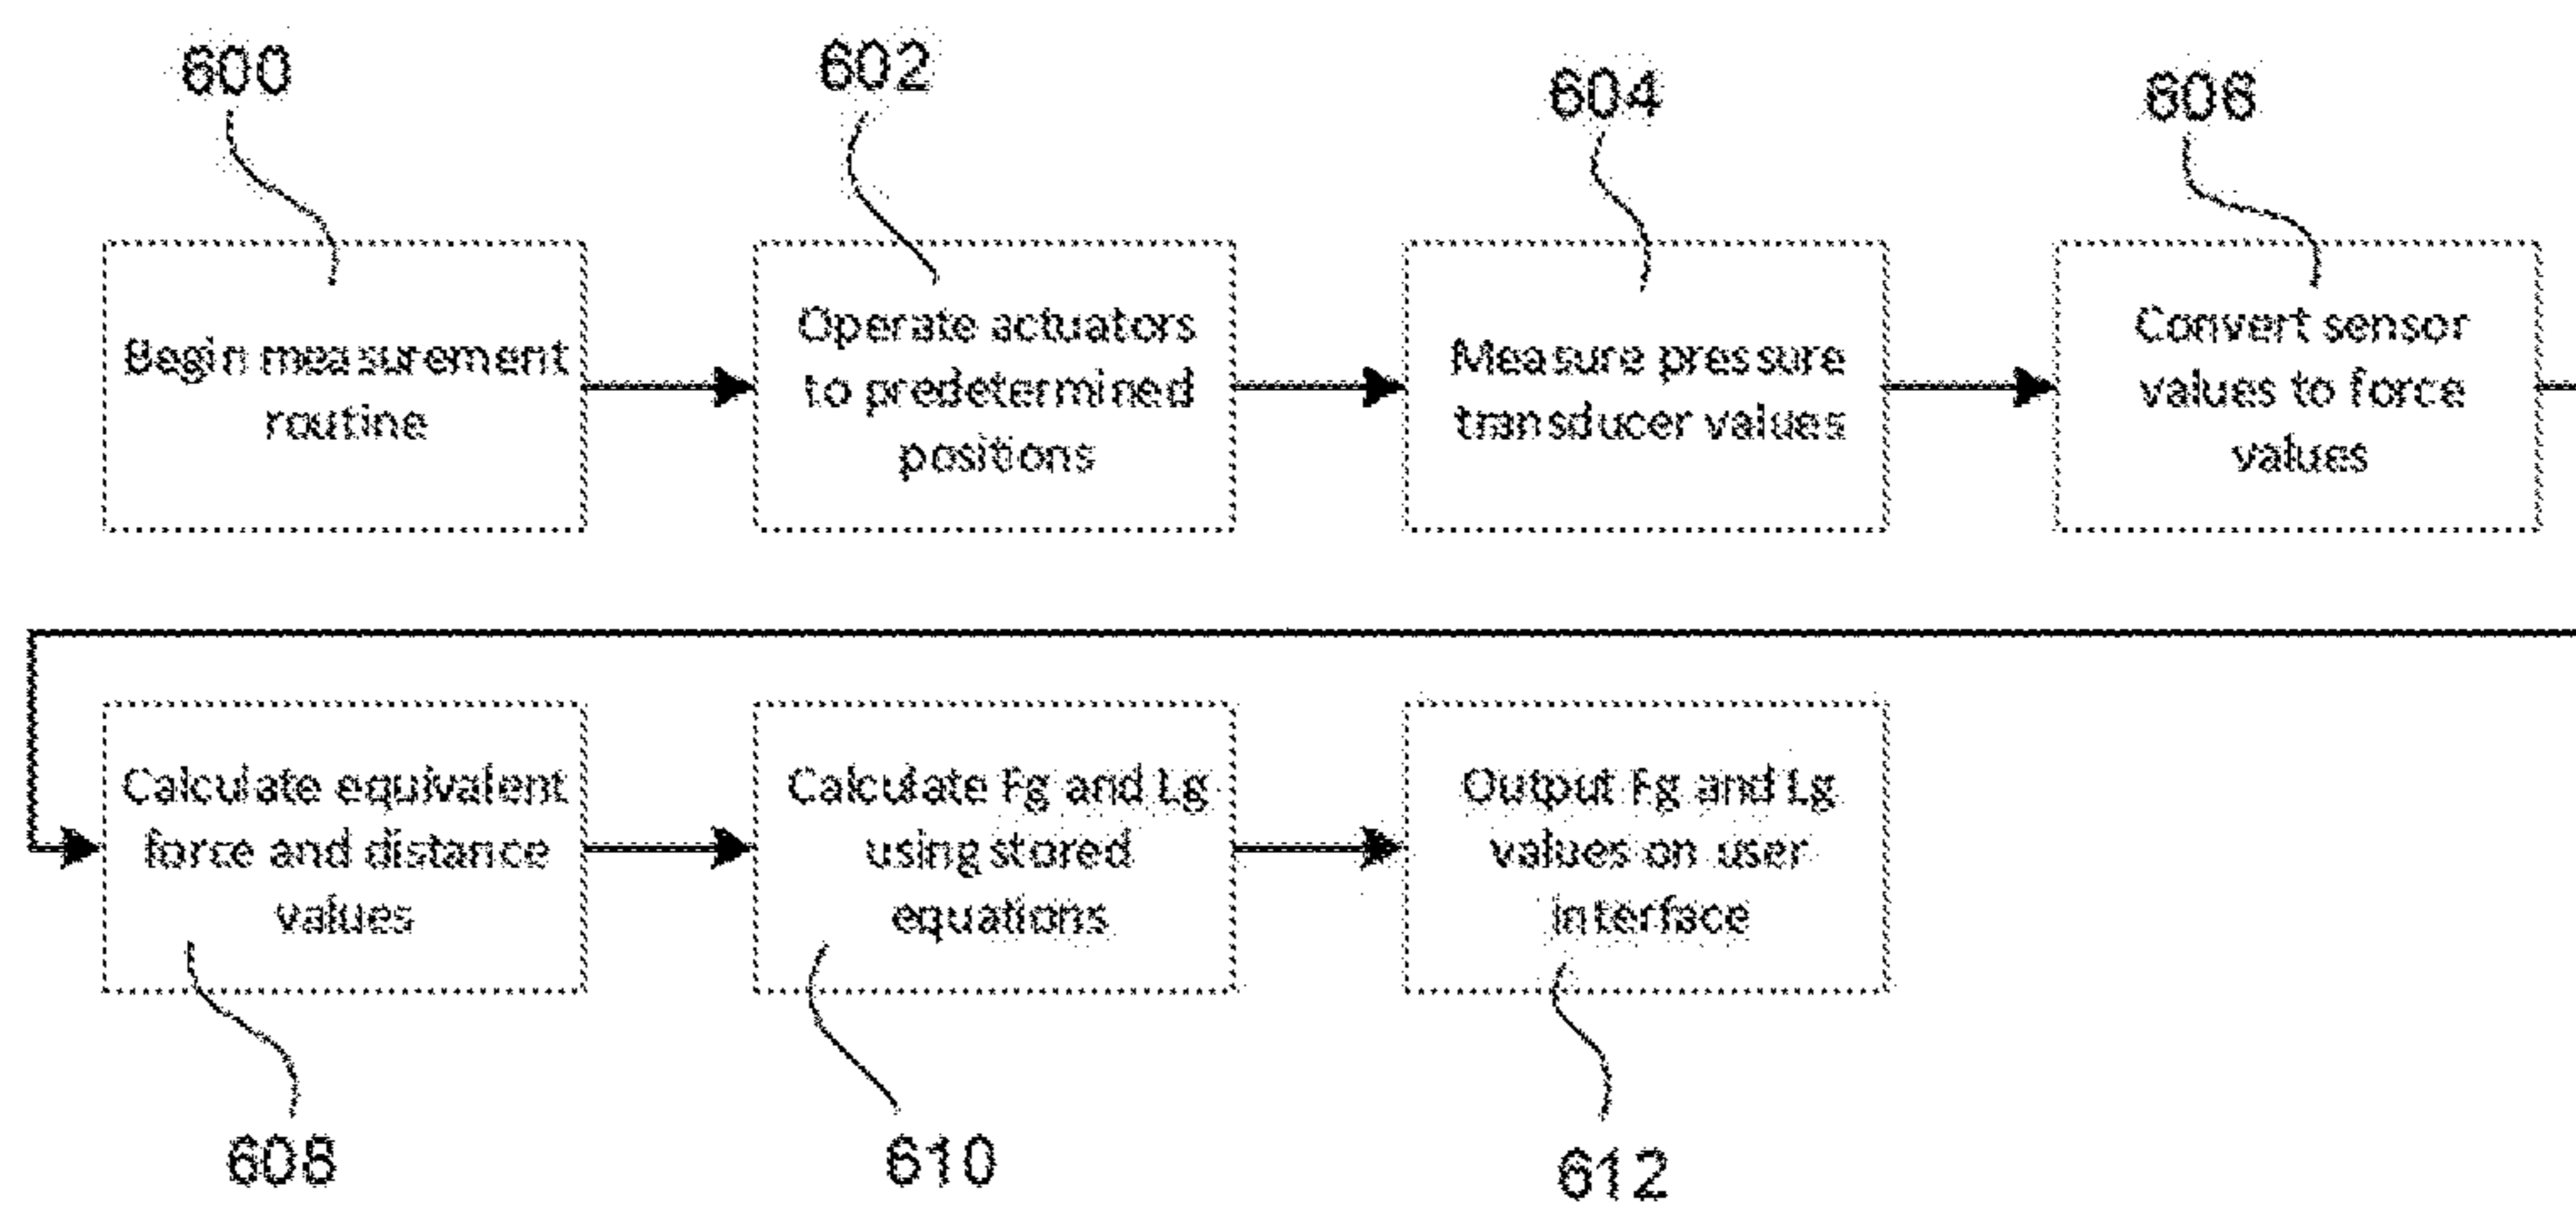 600
602
604
606
Begin measurement
routine
Operate actuators
to predetermined
positions
Measure pressure
transducer values
Convert sensor
values to force
values
Calculate equivalent
force and distance
values
Calculate Fg and Lg
using stored
equations
Output Fg and Lg
values on user
interface
608
610
612